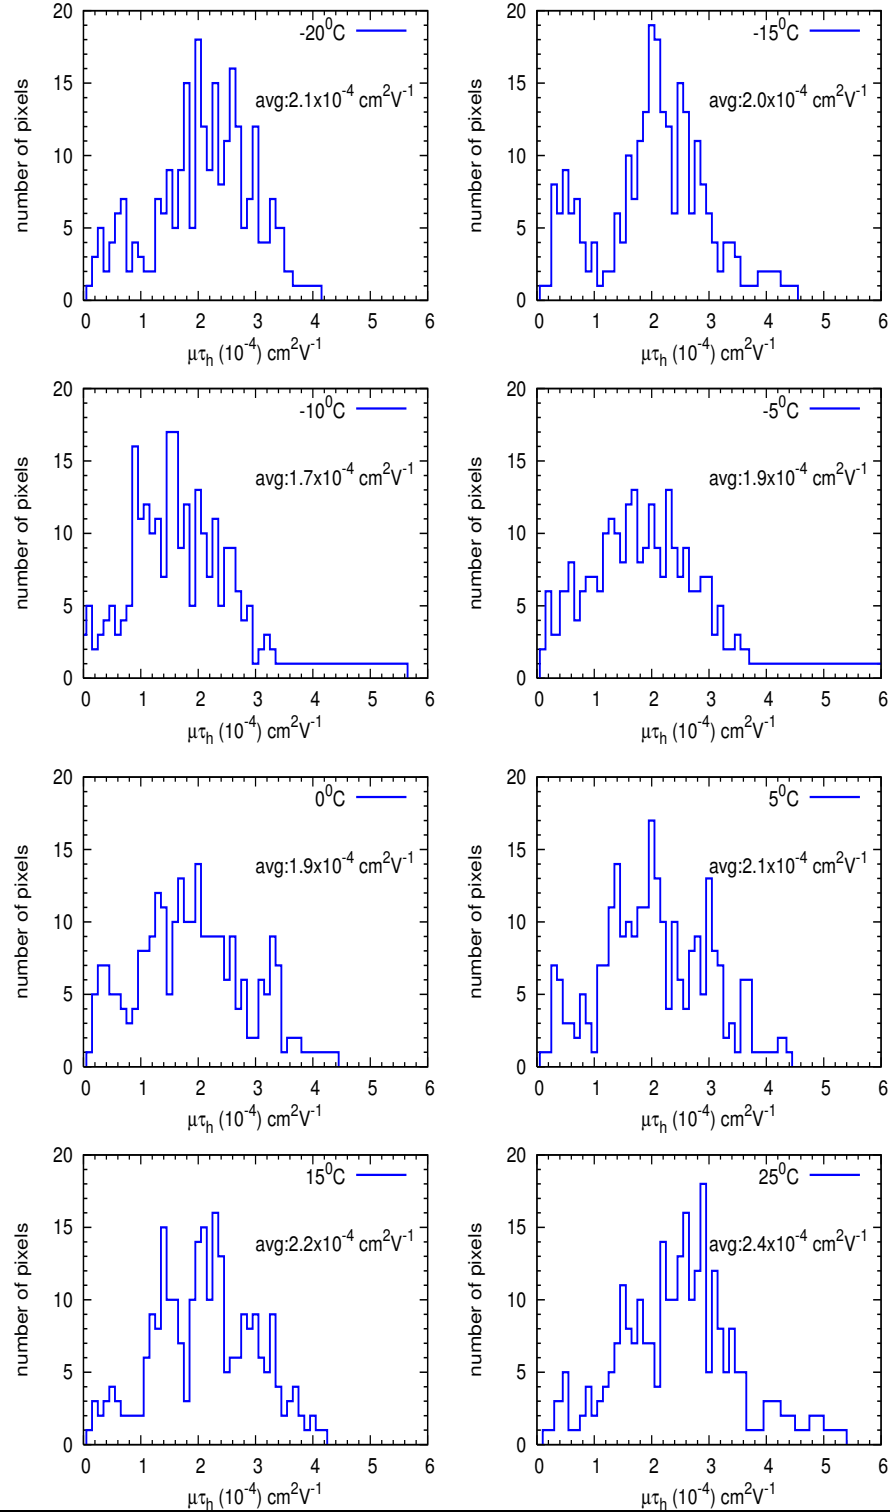 20
15
10
5
0
number of pixels
-20⁰C
avg:2.1x10⁻⁴ cm²V⁻¹
0 1 2 3 4 5 6
μτₕ (10⁻⁴) cm²V⁻¹
20
15
10
5
0
number of pixels
-15⁰C
avg:2.0x10⁻⁴ cm²V⁻¹
0 1 2 3 4 5 6
μτₕ (10⁻⁴) cm²V⁻¹
20
15
10
5
0
number of pixels
-10⁰C
avg:1.7x10⁻⁴ cm²V⁻¹
0 1 2 3 4 5 6
μτₕ (10⁻⁴) cm²V⁻¹
20
15
10
5
0
number of pixels
-5⁰C
avg:1.9x10⁻⁴ cm²V⁻¹
0 1 2 3 4 5 6
μτₕ (10⁻⁴) cm²V⁻¹
20
15
10
5
0
number of pixels
0⁰C
avg:1.9x10⁻⁴ cm²V⁻¹
0 1 2 3 4 5 6
μτₕ (10⁻⁴) cm²V⁻¹
20
15
10
5
0
number of pixels
5⁰C
avg:2.1x10⁻⁴ cm²V⁻¹
0 1 2 3 4 5 6
μτₕ (10⁻⁴) cm²V⁻¹
20
15
10
5
0
number of pixels
15⁰C
avg:2.2x10⁻⁴ cm²V⁻¹
0 1 2 3 4 5 6
μτₕ (10⁻⁴) cm²V⁻¹
20
15
10
5
0
number of pixels
25⁰C
avg:2.4x10⁻⁴ cm²V⁻¹
0 1 2 3 4 5 6
μτₕ (10⁻⁴) cm²V⁻¹